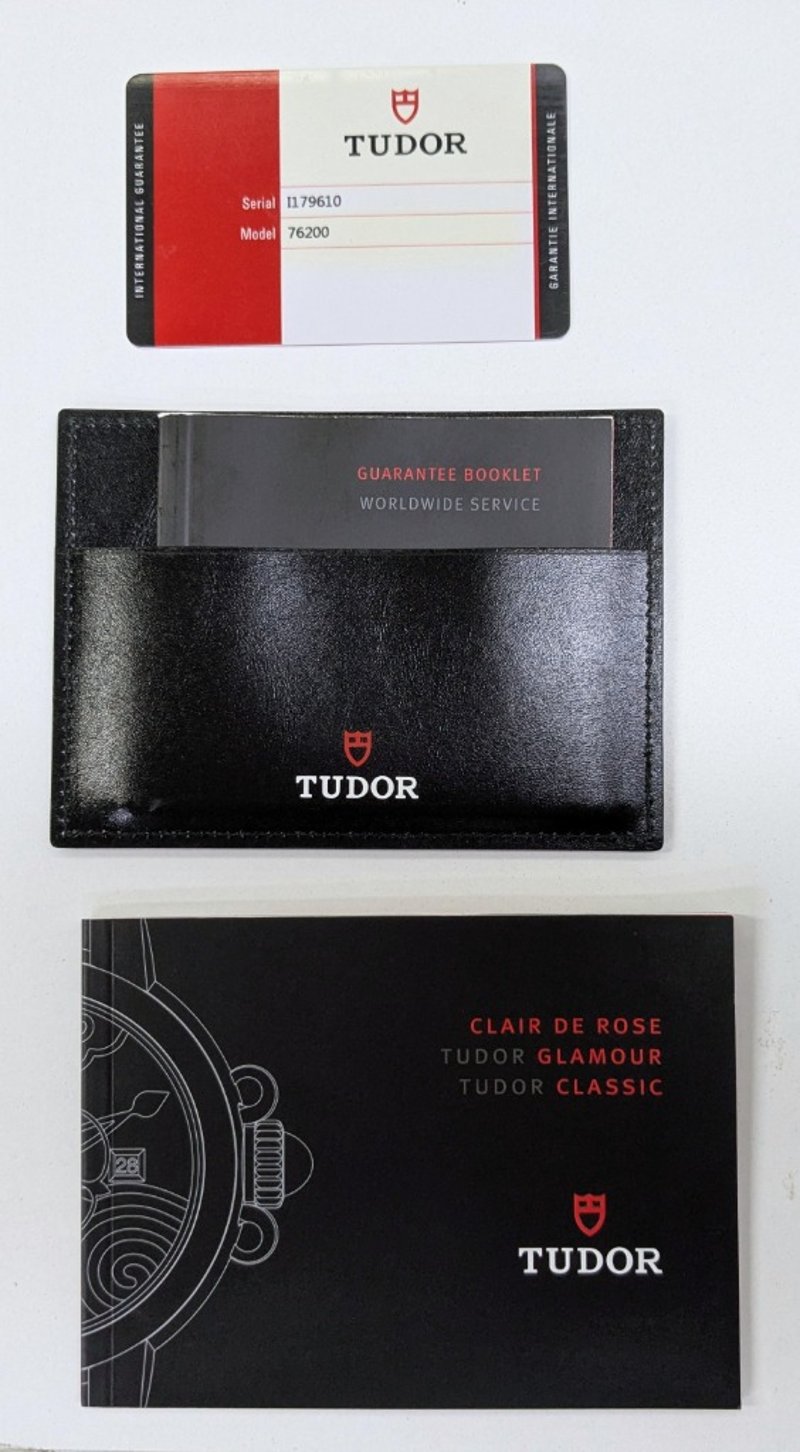 INTERNATIONAL GUARANTEE
TUDOR
Serial I179610
Model 76200
GARANTIE INTERNATIONALE
GUARANTEE BOOKLET
WORLDWIDE SERVICE
TUDOR
CLAIR DE ROSE
TUDOR GLAMOUR
TUDOR CLASSIC
28
TUDOR